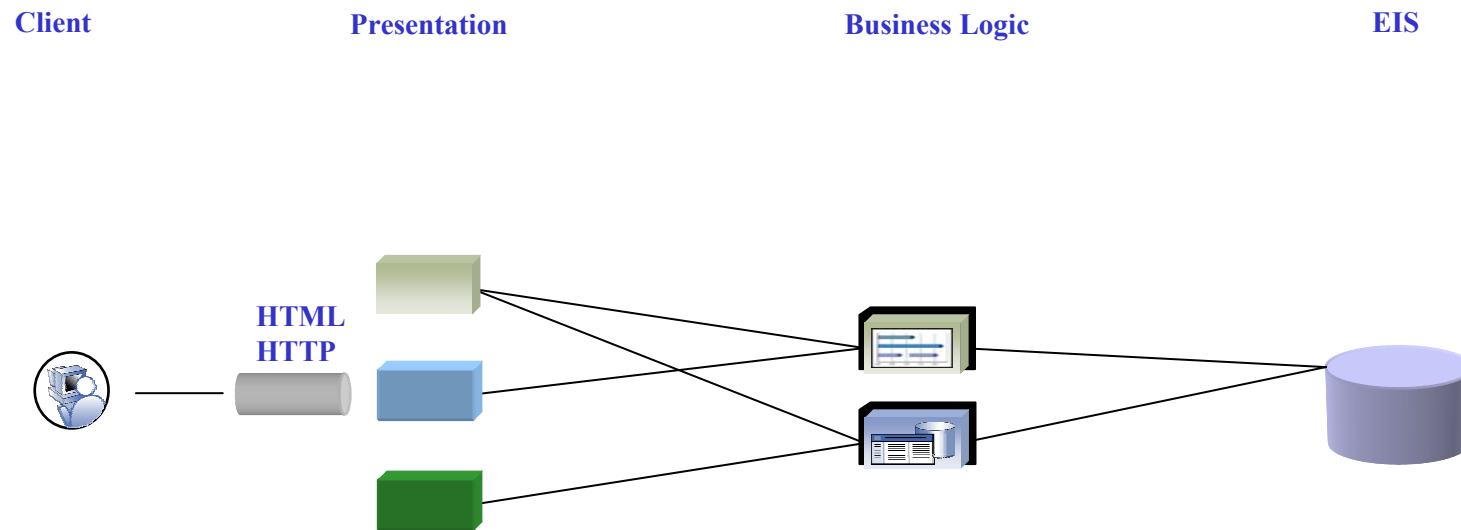 Client
Presentation
Business Logic
EIS
HTML
HTTP